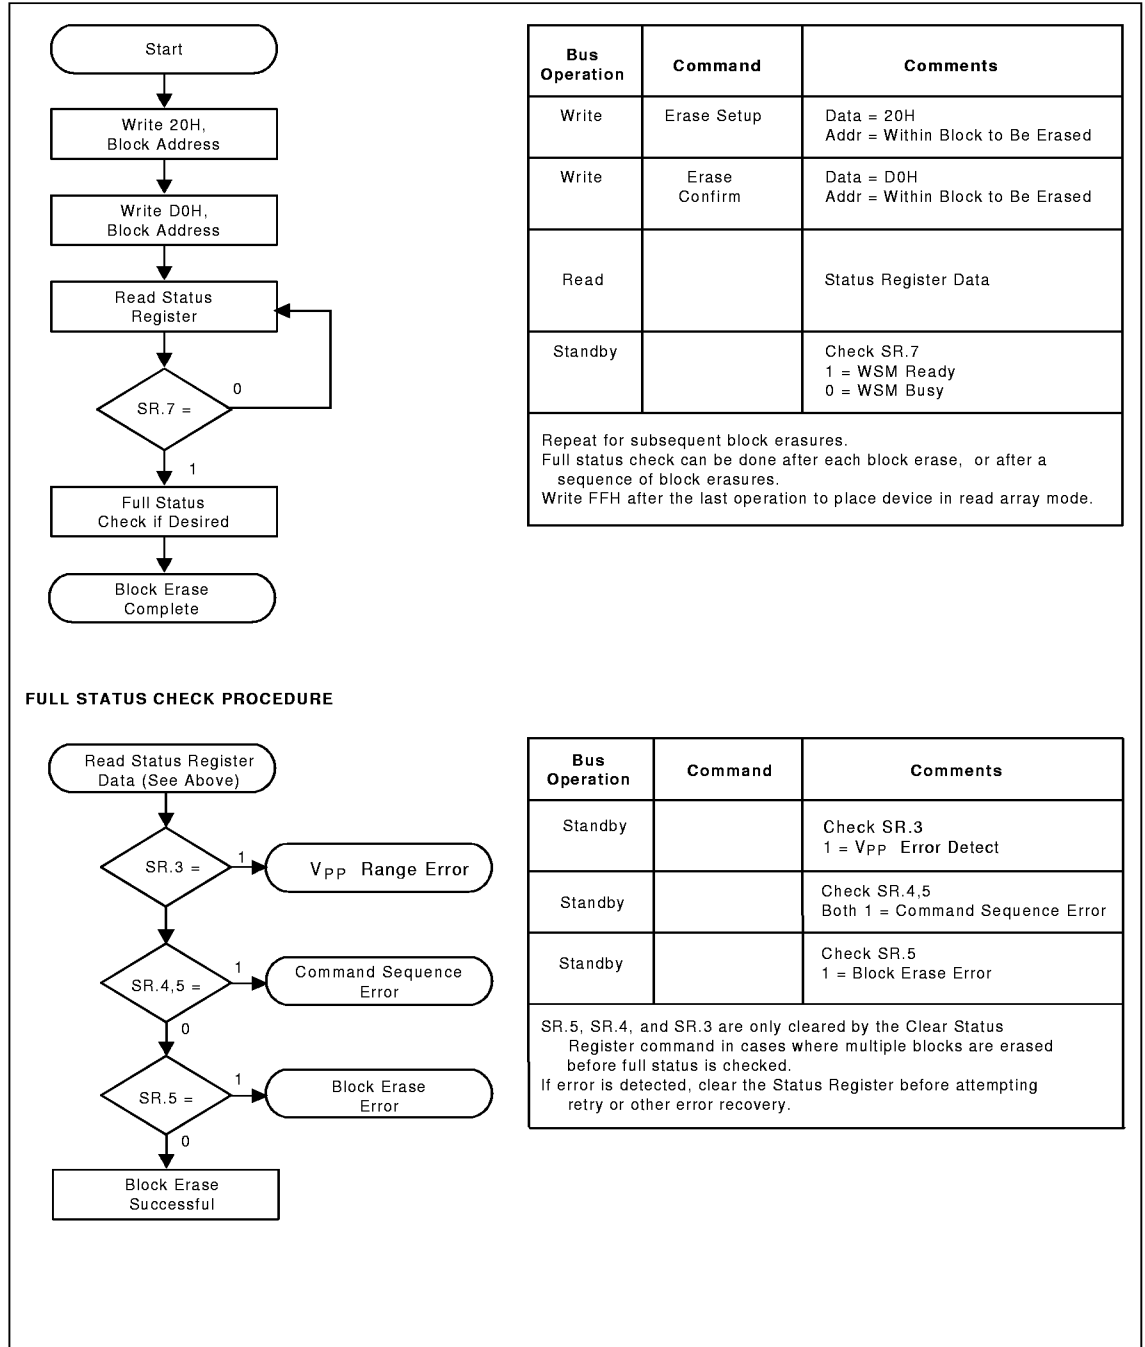 Start
Write 20H,
Block Address
Write D0H,
Block Address
Read Status
Register
0
SR.7 =
1
Full Status
Check if Desired
Block Erase
Complete
Bus
Operation
Command
Comments
Write
Erase Setup
Data = 20H
Addr = Within Block to Be Erased
Write
Erase
Confirm
Data = D0H
Addr = Within Block to Be Erased
Read
Status Register Data
Standby
Check SR.7
1 = WSM Ready
0 = WSM Busy
Repeat for subsequent block erasures.
Full status check can be done after each block erase, or after a
sequence of block erasures.
Write FFH after the last operation to place device in read array mode.
FULL STATUS CHECK PROCEDURE
Read Status Register
Data (See Above)
SR.3 =
1
VPP Range Error
SR.4,5 =
1
Command Sequence
Error
0
SR.5 =
1
Block Erase
Error
0
Block Erase
Successful
Bus
Operation
Command
Comments
Standby
Check SR.3
1 = VPP Error Detect
Standby
Check SR.4,5
Both 1 = Command Sequence Error
Standby
Check SR.5
1 = Block Erase Error
SR.5, SR.4, and SR.3 are only cleared by the Clear Status
Register command in cases where multiple blocks are erased
before full status is checked.
If error is detected, clear the Status Register before attempting
retry or other error recovery.